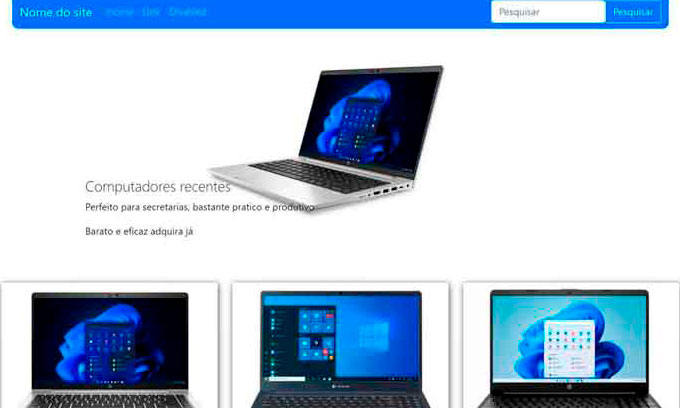 Nome do site Home Link Disabled Pesquisar Pesquisar
Computadores recentes
Perfeito para secretarias, bastante pratico e produtivo
Barato e eficaz adquira já